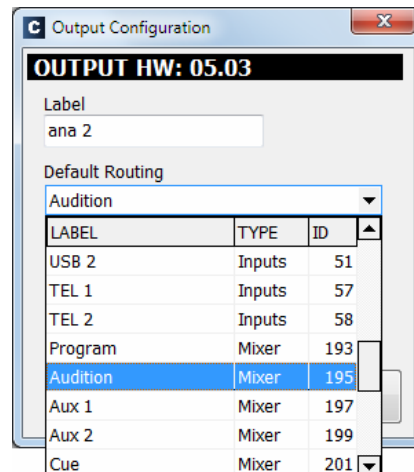 C Output Configuration
OUTPUT HW: 05.03
Label
ana 2
Default Routing
Audition
LABEL TYPE ID
USB 2 Inputs 51
TEL 1 Inputs 57
TEL 2 Inputs 58
Program Mixer 193
Audition Mixer 195
Aux 1 Mixer 197
Aux 2 Mixer 199
Cue Mixer 201